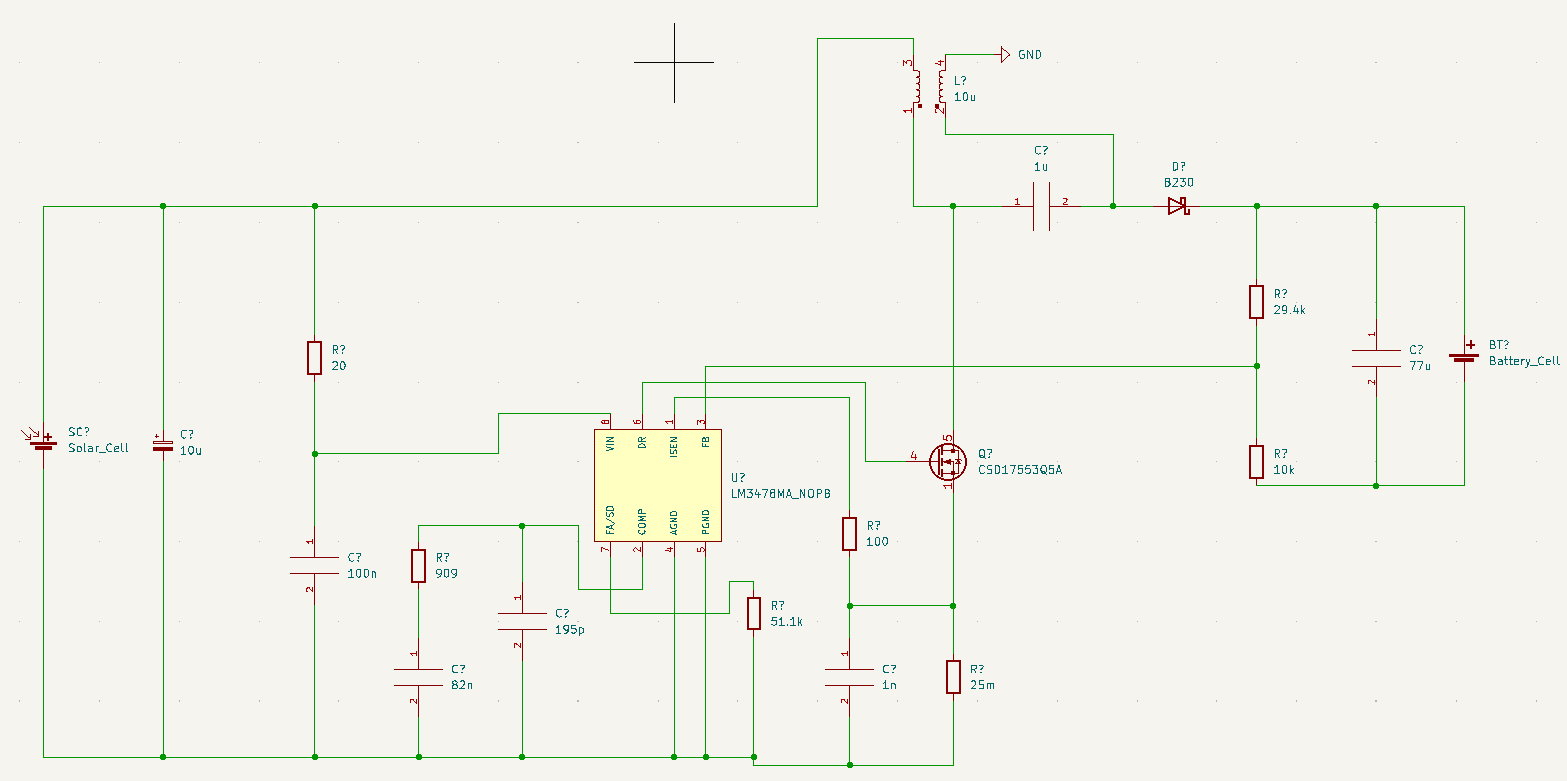 3
4
GND
L?
10u
1
2
C?
1u
1
2
D?
B230
R?
29.4k
R?
20
C?
77u
1
2
BT?
Battery_Cell
SC?
Solar_Cell
C?
10u
8
6
1
3
VIN
DR
ISEN
FB
U?
LM3478MA_NOPB
FA/SD
COMP
AGND
PGND
7
2
4
5
5
4
1
Q?
CSD17553Q5A
R?
10k
R?
100
C?
100n
1
2
R?
909
C?
195p
1
2
R?
51.1k
C?
82n
1
2
C?
1n
1
2
R?
25m